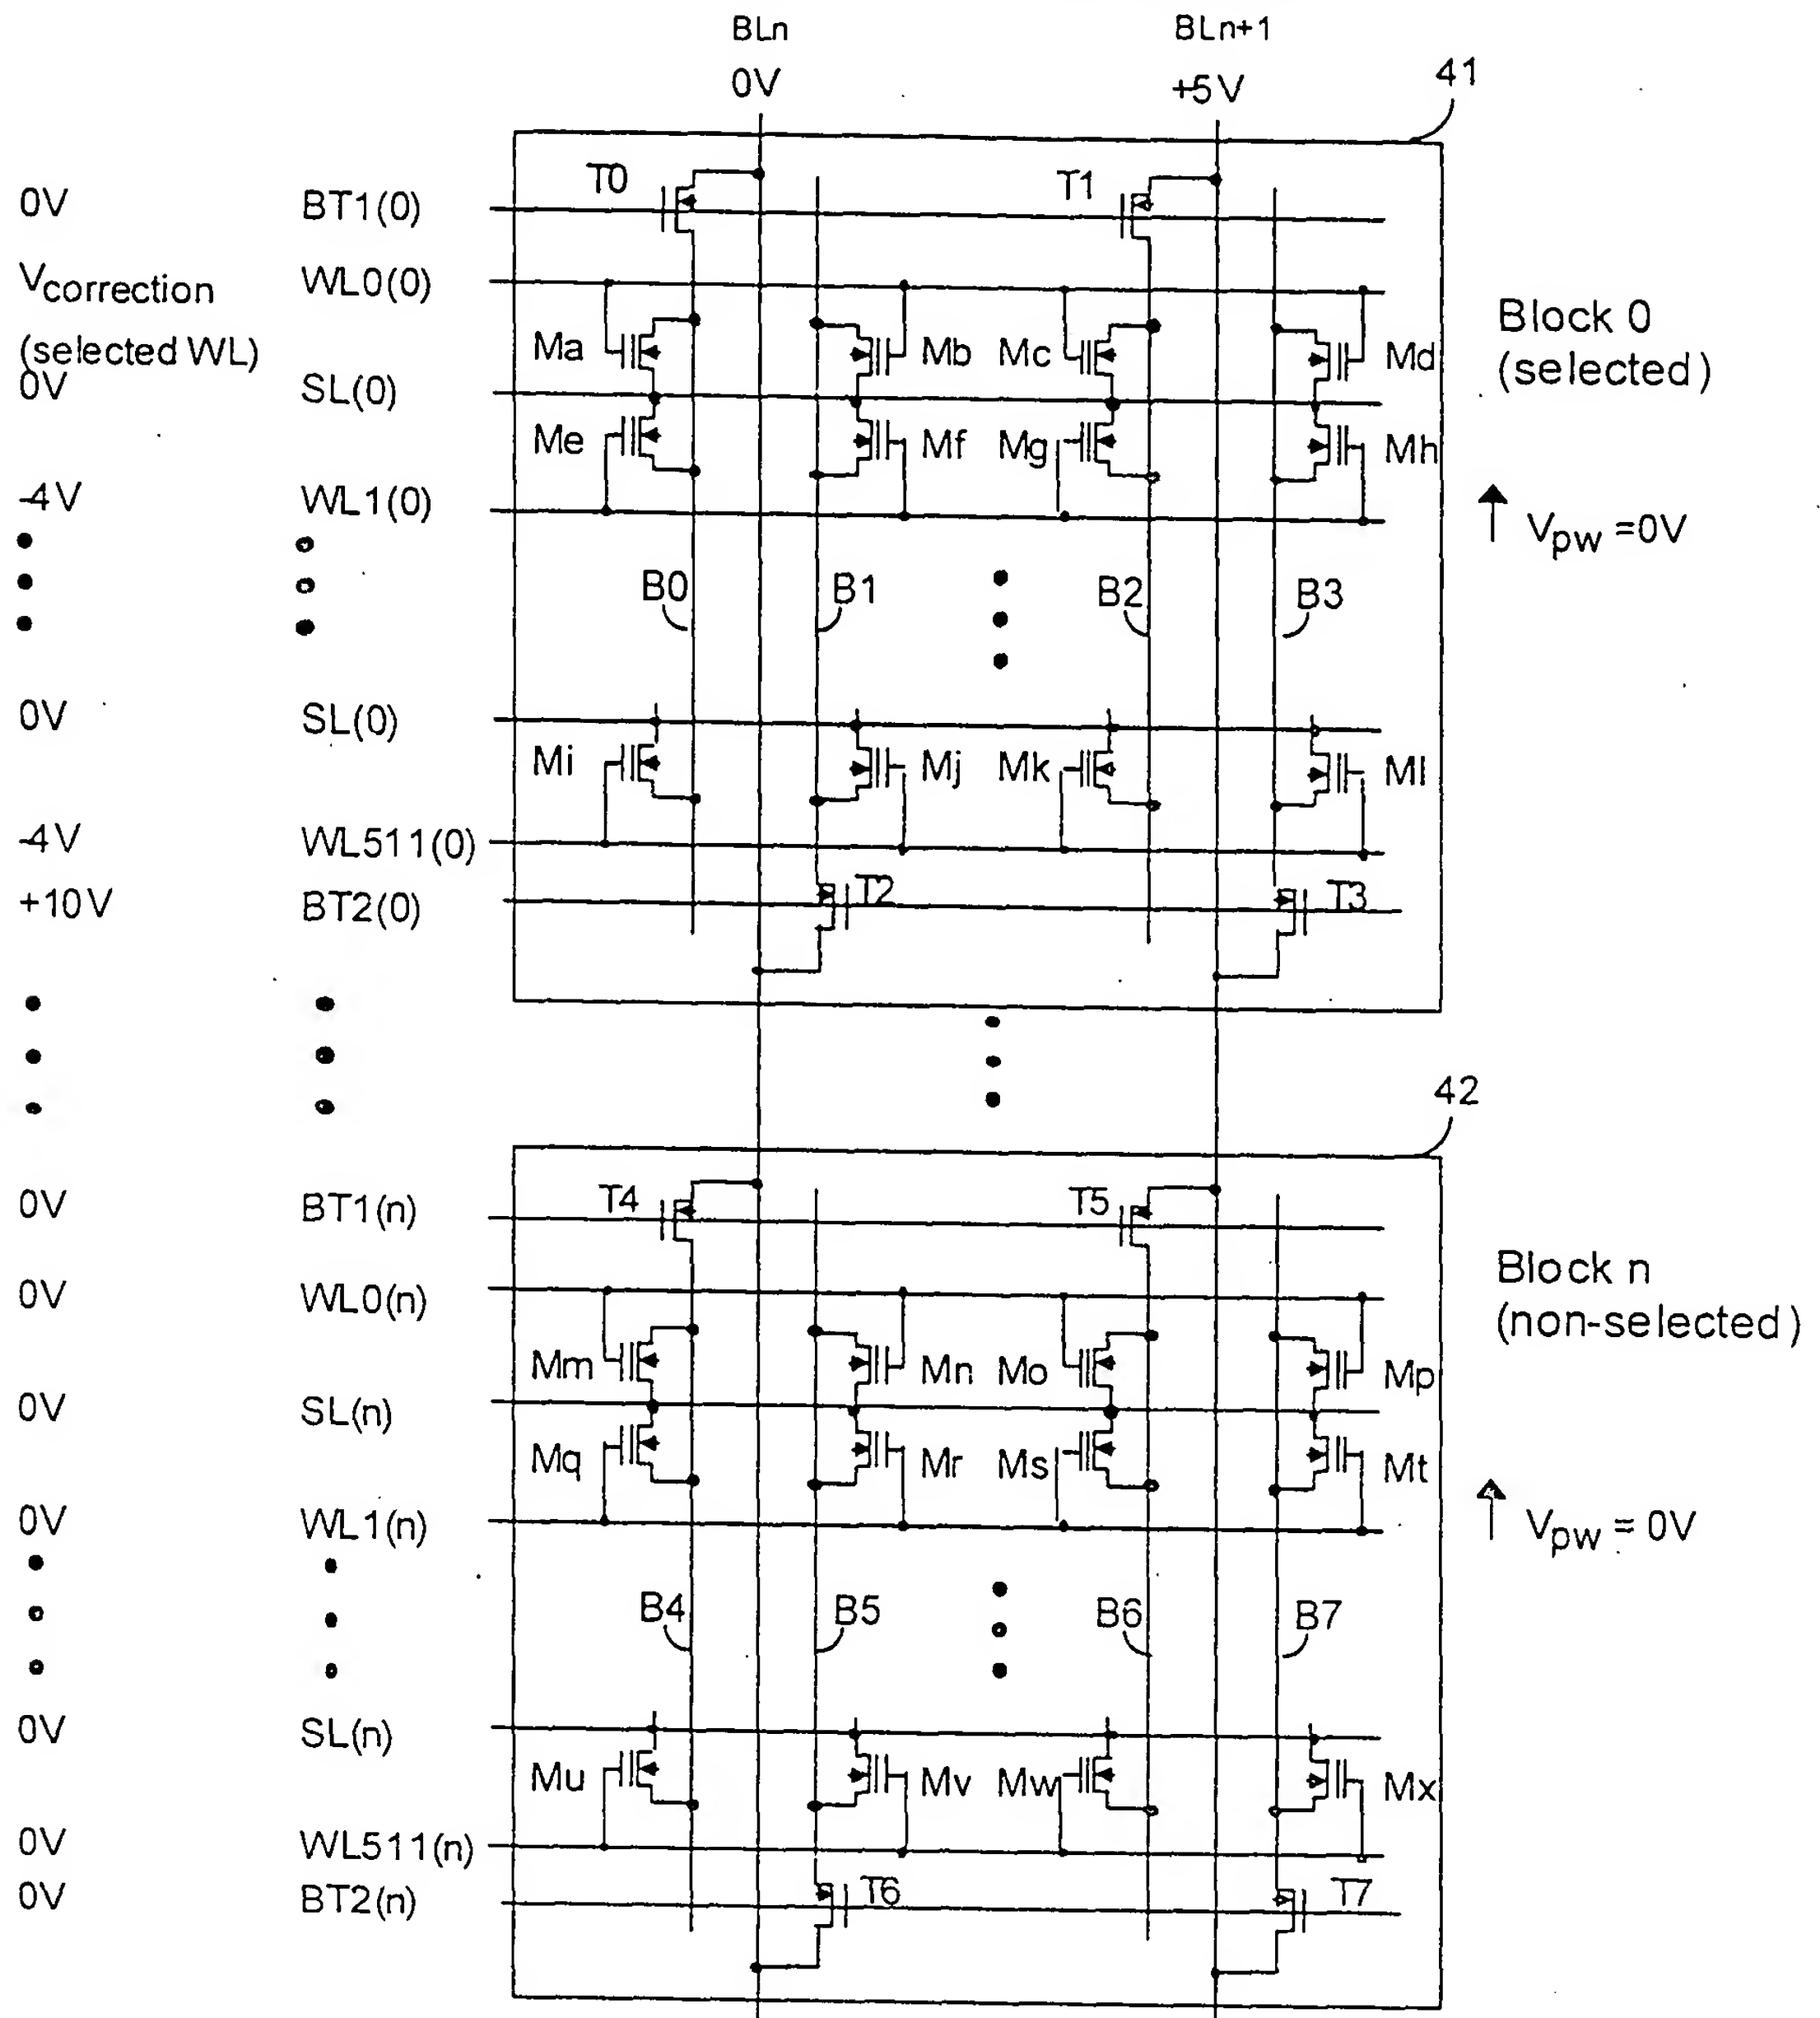 BLn BLn+1
0V +5V
41
0V BT1(0) T0 T1
Vcorrection WL0(0)
(selected WL) Ma Mb Mc Md
Block 0
(selected)
0V SL(0)
Me Mf Mg Mh
-4V WL1(0)
Vpw =0V
B0 B1 B2 B3
0V SL(0)
Mi Mj Mk Ml
-4V WL511(0)
+10V BT2(0) T2 T3
42
0V BT1(n) T4 T5
Block n
(non-selected)
0V WL0(n)
Mm Mn Mo Mp
0V SL(n)
Mq Mr Ms Mt
0V WL1(n)
Vpw = 0V
B4 B5 B6 B7
0V SL(n)
Mu Mv Mw Mx
0V WL511(n)
0V BT2(n) T6 T7